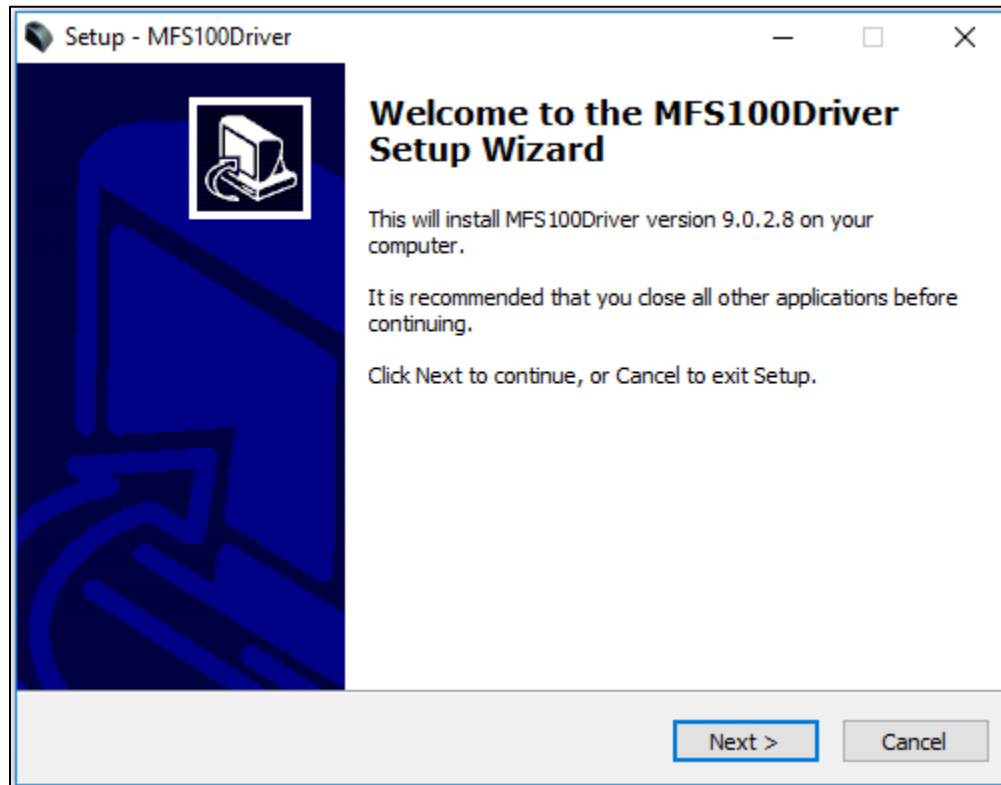 Setup - MFS100Driver
Welcome to the MFS100Driver
Setup Wizard
This will install MFS100Driver version 9.0.2.8 on your
computer.
It is recommended that you close all other applications before
continuing.
Click Next to continue, or Cancel to exit Setup.
Next >
Cancel